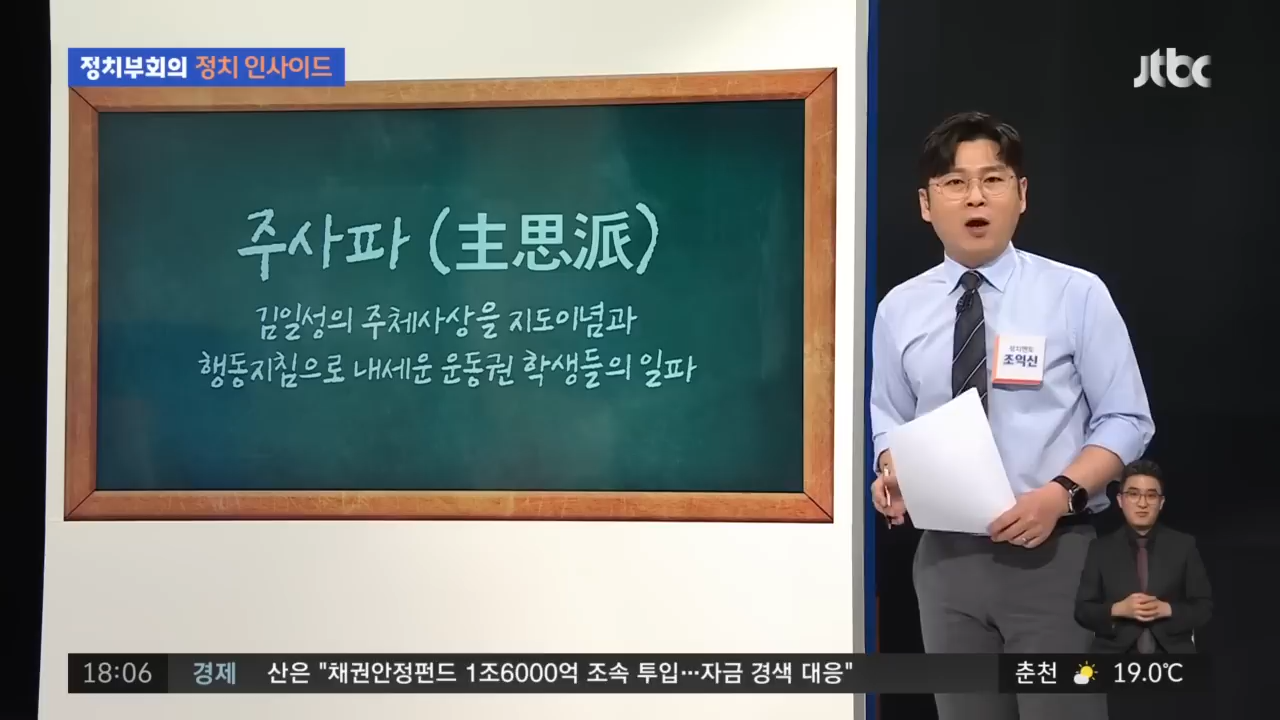 정치부회의 정치 인사이드
jtbc
주사파 (主思派)
김일성의 주체사상을 지도이념과
행동지침으로 내세운 운동권 학생들의 일파
정치멘토
조익신
18:06 경제 산은 "채권안정펀드 1조6000억 조속 투입…자금 경색 대응" 춘천 19.0℃